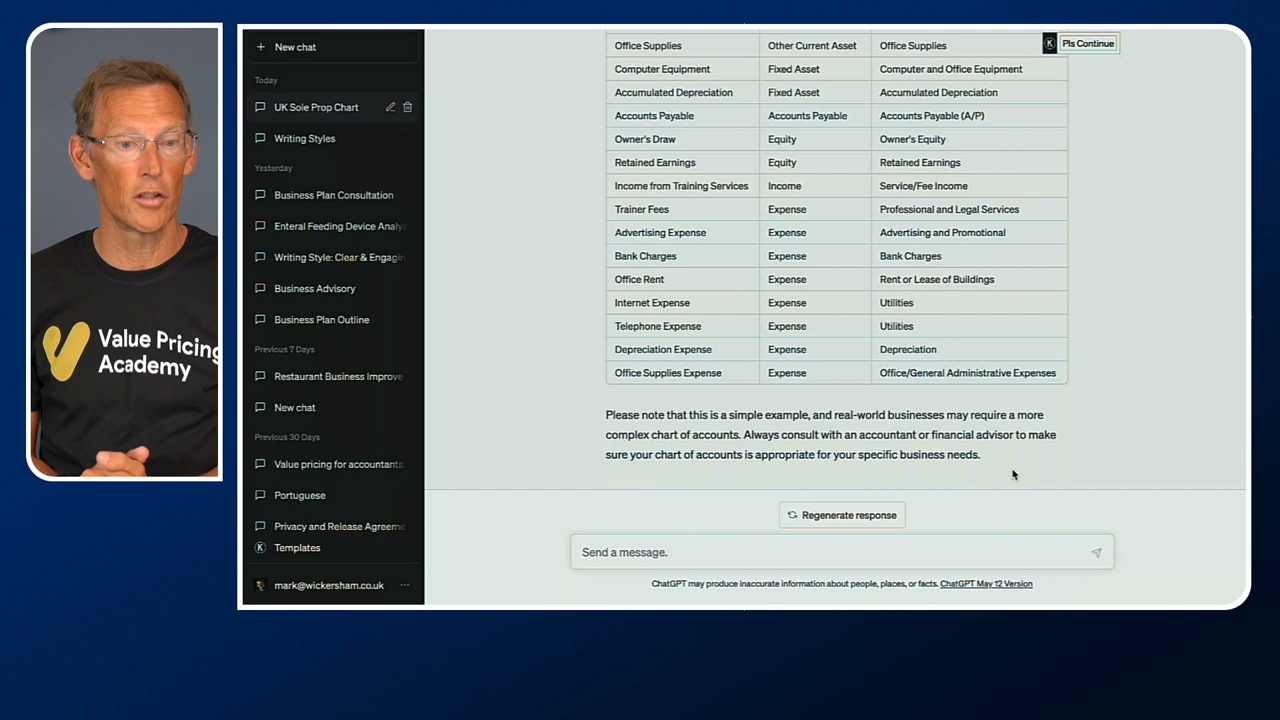 Value Pricing
Academy
New chat
Today
UK Sole Prop Chart
Writing Styles
Yesterday
Business Plan Consultation
Enteral Feeding Device Analys
Writing Style: Clear & Engagin
Business Advisory
Business Plan Outline
Previous 7 Days
Restaurant Business Improve
New chat
Previous 30 Days
Value pricing for accountants
Portuguese
Privacy and Release Agreeme
K Templates
mark@wickersham.co.uk ...
K Pls Continue
Office Supplies Other Current Asset Office Supplies
Computer Equipment Fixed Asset Computer and Office Equipment
Accumulated Depreciation Fixed Asset Accumulated Depreciation
Accounts Payable Accounts Payable Accounts Payable (A/P)
Owner's Draw Equity Owner's Equity
Retained Earnings Equity Retained Earnings
Income from Training Services Income Service/Fee Income
Trainer Fees Expense Professional and Legal Services
Advertising Expense Expense Advertising and Promotional
Bank Charges Expense Bank Charges
Office Rent Expense Rent or Lease of Buildings
Internet Expense Expense Utilities
Telephone Expense Expense Utilities
Depreciation Expense Expense Depreciation
Office Supplies Expense Expense Office/General Administrative Expenses
Please note that this is a simple example, and real-world businesses may require a more
complex chart of accounts. Always consult with an accountant or financial advisor to make
sure your chart of accounts is appropriate for your specific business needs.
Regenerate response
Send a message.
ChatGPT may produce inaccurate information about people, places, or facts. ChatGPT May 12 Version